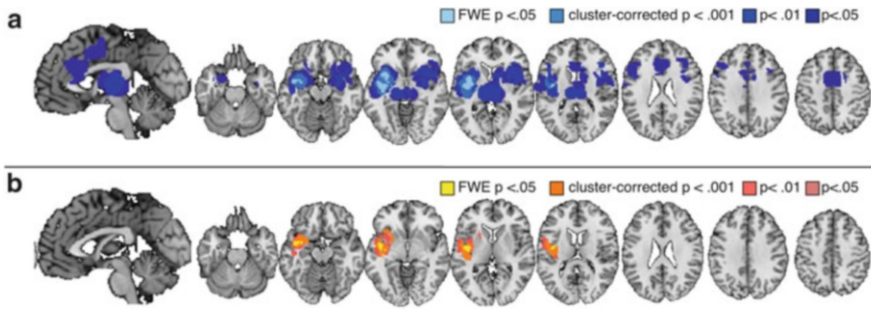 a
FWE p <.05 cluster-corrected p < .001 p< .01 p<.05
b
FWE p <.05 cluster-corrected p < .001 p< .01 p<.05